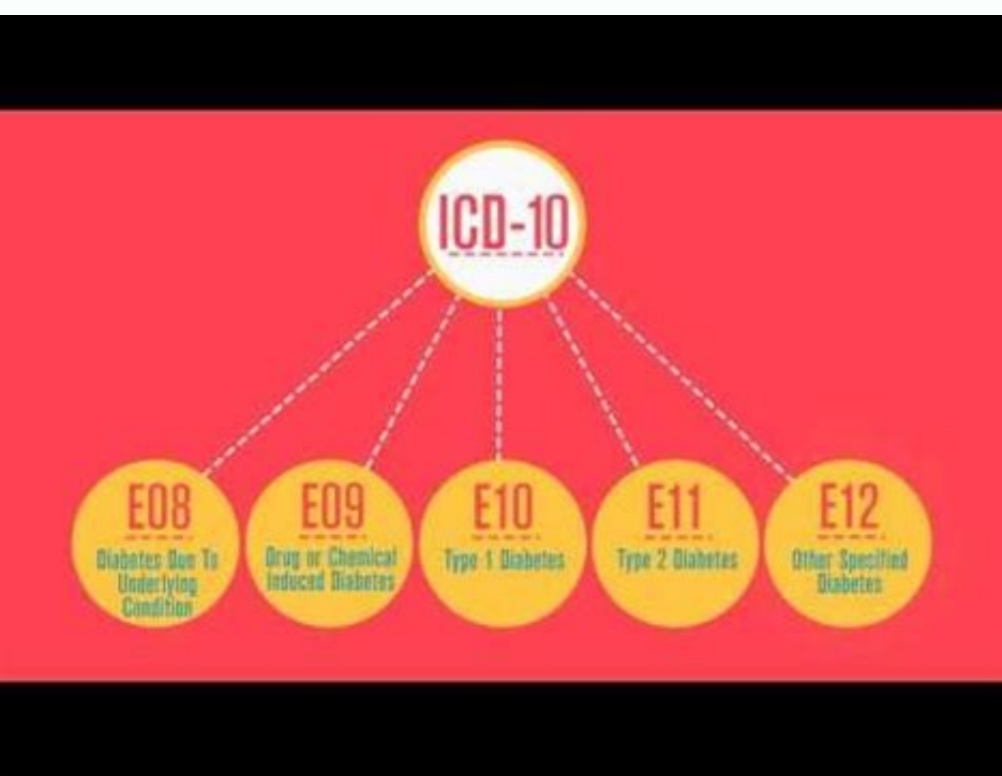 ICD-10
E08
Diabetes Due To
Underlying
Condition
E09
Drug or Chemical
Induced Diabetes
E10
Type 1 Diabetes
E11
Type 2 Diabetes
E12
Other Specified
Diabetes